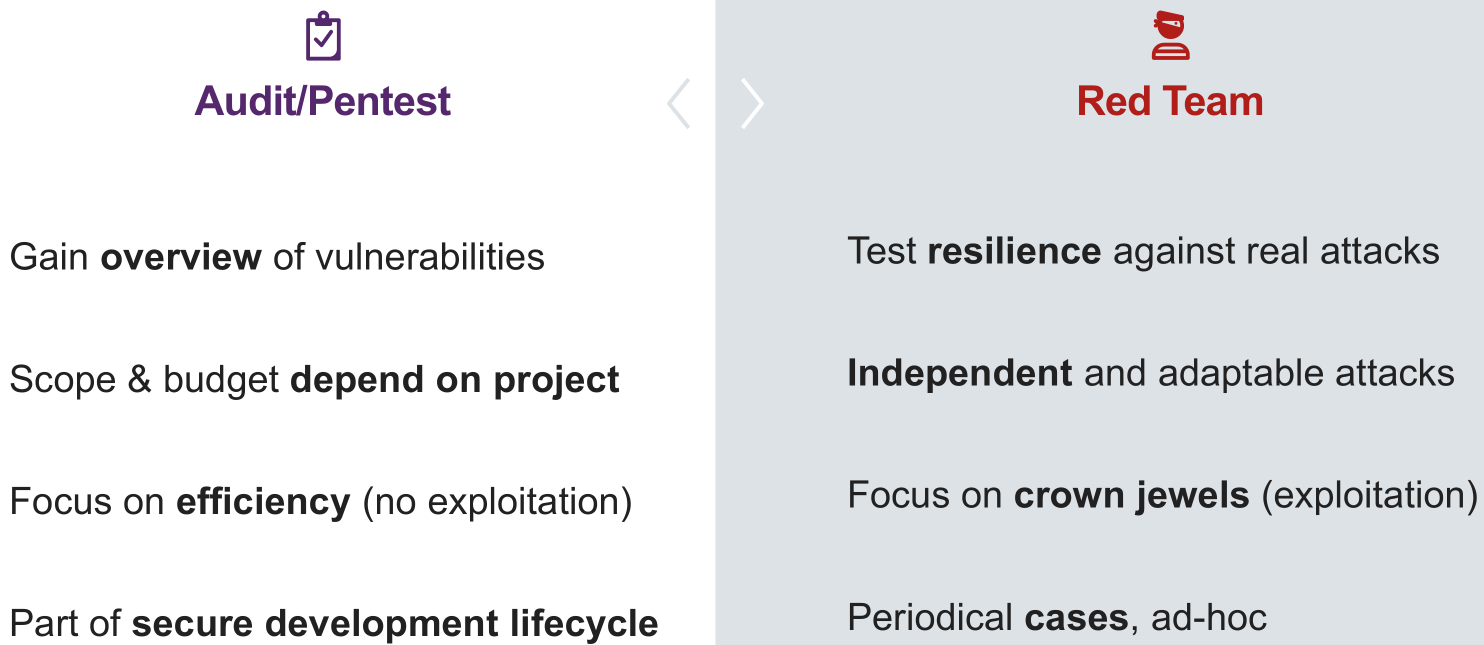 Audit/Pentest
Gain overview of vulnerabilities
Scope & budget depend on project
Focus on efficiency (no exploitation)
Part of secure development lifecycle
Red Team
Test resilience against real attacks
Independent and adaptable attacks
Focus on crown jewels (exploitation)
Periodical cases, ad-hoc